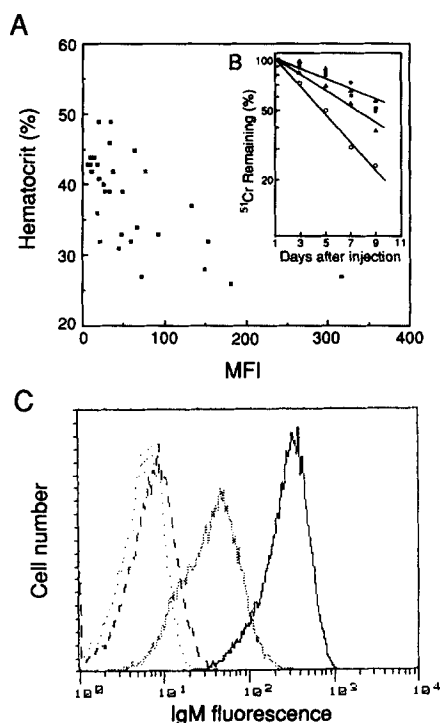 A
Hematocrit (%)
60
50
40
30
20
0
100
200
300
400
MFI
B
51Cr Remaining (%)
100
50
20
1
3
5
7
9
11
Days after injection
C
Cell number
10^0
10^1
10^2
10^3
10^4
IgM fluorescence